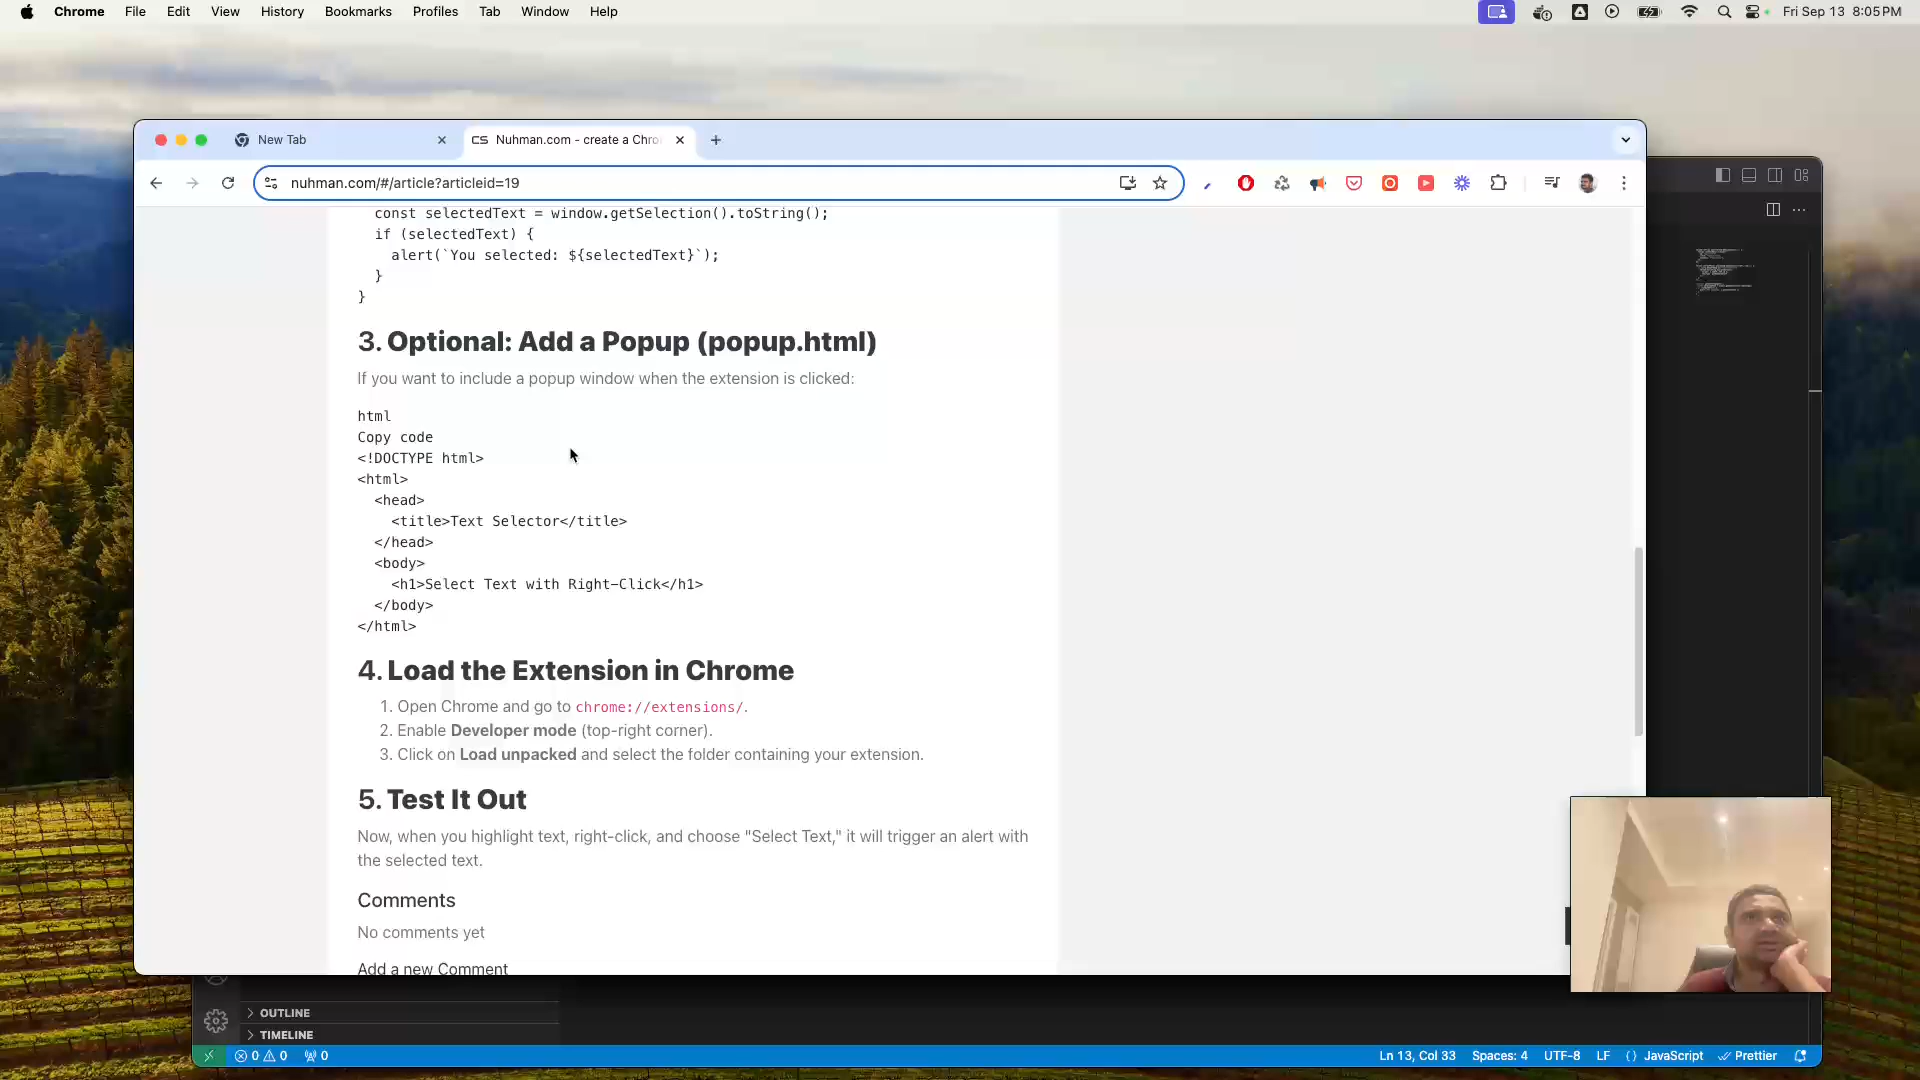 Chrome File Edit View History Bookmarks Profiles Tab Window Help
Fri Sep 13 8:05 PM
New Tab
CS Nuhman.com - create a Chro
nuhman.com/#/article?articleid=19
const selectedText = window.getSelection().toString();
if (selectedText) {
alert(`You selected: ${selectedText}`);
}
}
3. Optional: Add a Popup (popup.html)
If you want to include a popup window when the extension is clicked:
html
Copy code
<!DOCTYPE html>
<html>
<head>
<title>Text Selector</title>
</head>
<body>
<h1>Select Text with Right-Click</h1>
</body>
</html>
4. Load the Extension in Chrome
1. Open Chrome and go to chrome://extensions/.
2. Enable Developer mode (top-right corner).
3. Click on Load unpacked and select the folder containing your extension.
5. Test It Out
Now, when you highlight text, right-click, and choose "Select Text," it will trigger an alert with
the selected text.
Comments
No comments yet
Add a new Comment
OUTLINE
TIMELINE
0 0 0
Ln 13, Col 33 Spaces: 4 UTF-8 LF {} JavaScript Prettier